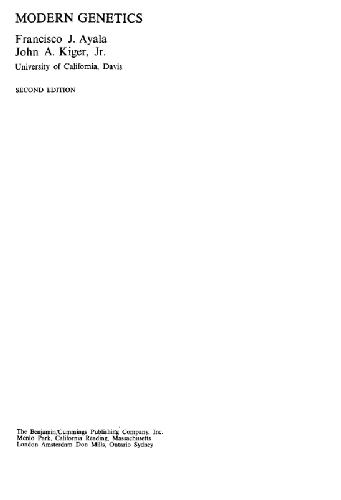 MODERN GENETICS
Francisco J. Ayala
John A. Kiger, Jr.
University of California, Davis
SECOND EDITION
The Benjamin/Cummings Publishing Company, Inc.
Menlo Park, California Reading, Massachusetts
London Amsterdam Don Mills, Ontario Sydney